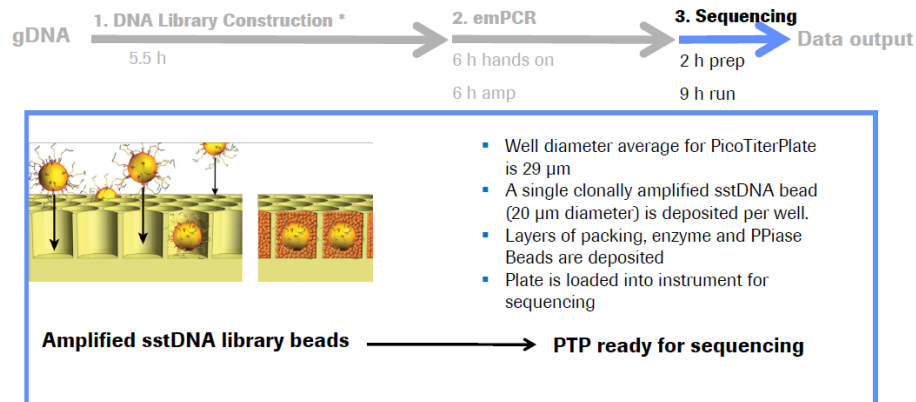 gDNA
1. DNA Library Construction *
5.5 h
2. emPCR
6 h hands on
6 h amp
3. Sequencing
2 h prep
9 h run
Data output
Well diameter average for PicoTiterPlate
is 29 µm
A single clonally amplified sstDNA bead
(20 µm diameter) is deposited per well.
Layers of packing, enzyme and PPiase
Beads are deposited
Plate is loaded into instrument for
sequencing
Amplified sstDNA library beads
PTP ready for sequencing